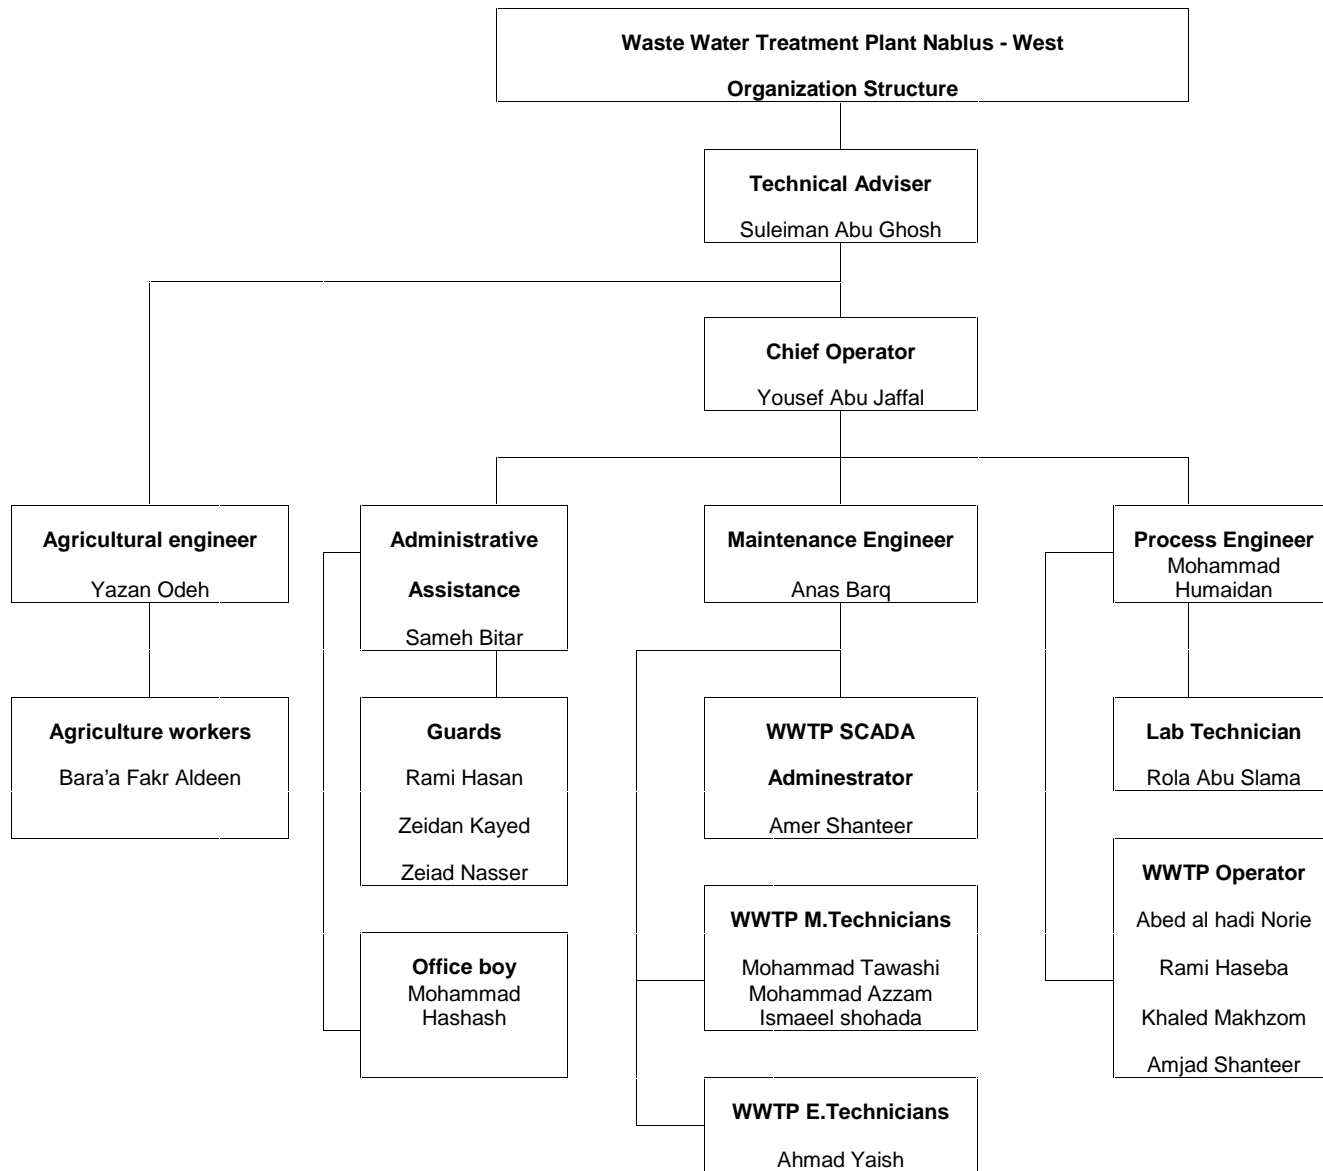 Waste Water Treatment Plant Nablus - West
Organization Structure
Technical Adviser
Suleiman Abu Ghosh
Chief Operator
Yousef Abu Jaffal
Agricultural engineer
Yazan Odeh
Administrative
Assistance
Sameh Bitar
Maintenance Engineer
Anas Barq
Process Engineer
Mohammad
Humaidan
Agriculture workers
Bara’a Fakr Aldeen
Guards
Rami Hasan
Zeidan Kayed
Zeiad Nasser
WWTP SCADA
Adminestrator
Amer Shanteer
Lab Technician
Rola Abu Slama
Office boy
Mohammad
Hashash
WWTP M.Technicians
Mohammad Tawashi
Mohammad Azzam
Ismaeel shohada
WWTP Operator
Abed al hadi Norie
Rami Haseba
Khaled Makhzom
Amjad Shanteer
WWTP E.Technicians
Ahmad Yaish